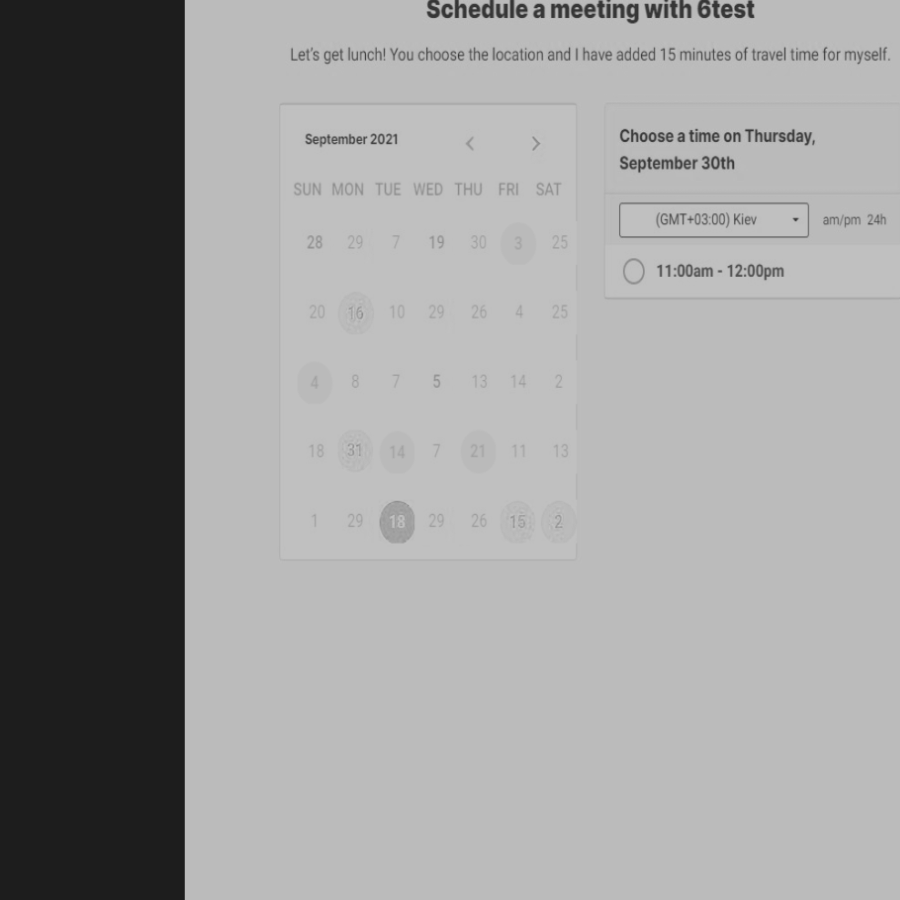 Schedule a meeting with 6test
Let's get lunch! You choose the location and I have added 15 minutes of travel time for myself.
September 2021
SUN MON TUE WED THU FRI SAT
28 29 7 19 30 3 25
20 16 10 29 26 4 25
4 8 7 5 13 14 2
18 31 14 7 21 11 13
1 29 18 29 26 15 2
Choose a time on Thursday,
September 30th
(GMT+03:00) Kiev am/pm 24h
11:00am - 12:00pm